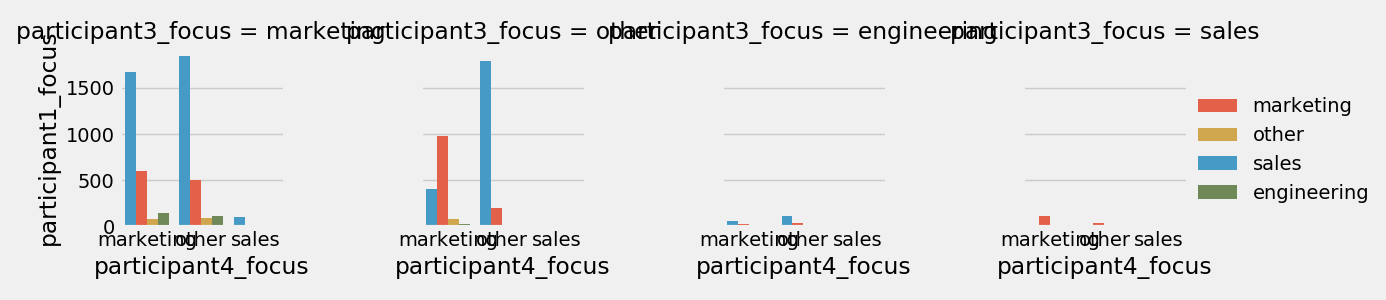 participant3_focus = marketing
participant3_focus = other
participant3_focus = engineering
participant3_focus = sales
participant1_focus
1500
1000
500
0
marketing
other
sales
engineering
marketing other sales
marketing other sales
marketing other sales
marketing other sales
participant4_focus
participant4_focus
participant4_focus
participant4_focus